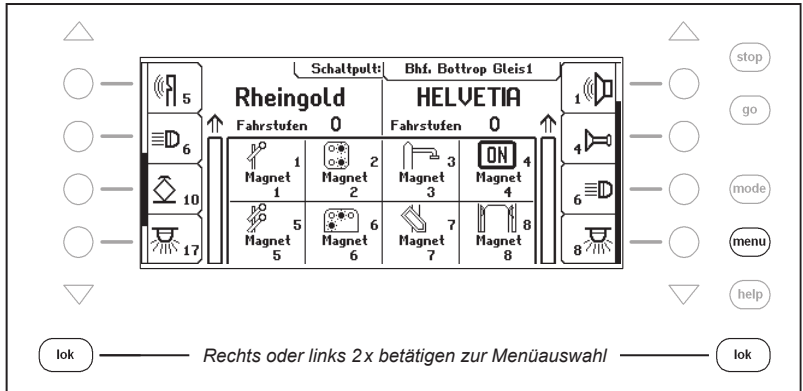 stop
go
mode
menu
help
Schaltpult: Bhf. Bottrop Gleis1
Rheingold HELVETIA
Fahrstufen 0 Fahrstufen 0
5
6
10
17
1
4
6
8
1 Magnet 1
2 Magnet 2
3 Magnet 3
ON 4 Magnet 4
5 Magnet 5
6 Magnet 6
7 Magnet 7
8 Magnet 8
lok Rechts oder links 2x betätigen zur Menüauswahl lok